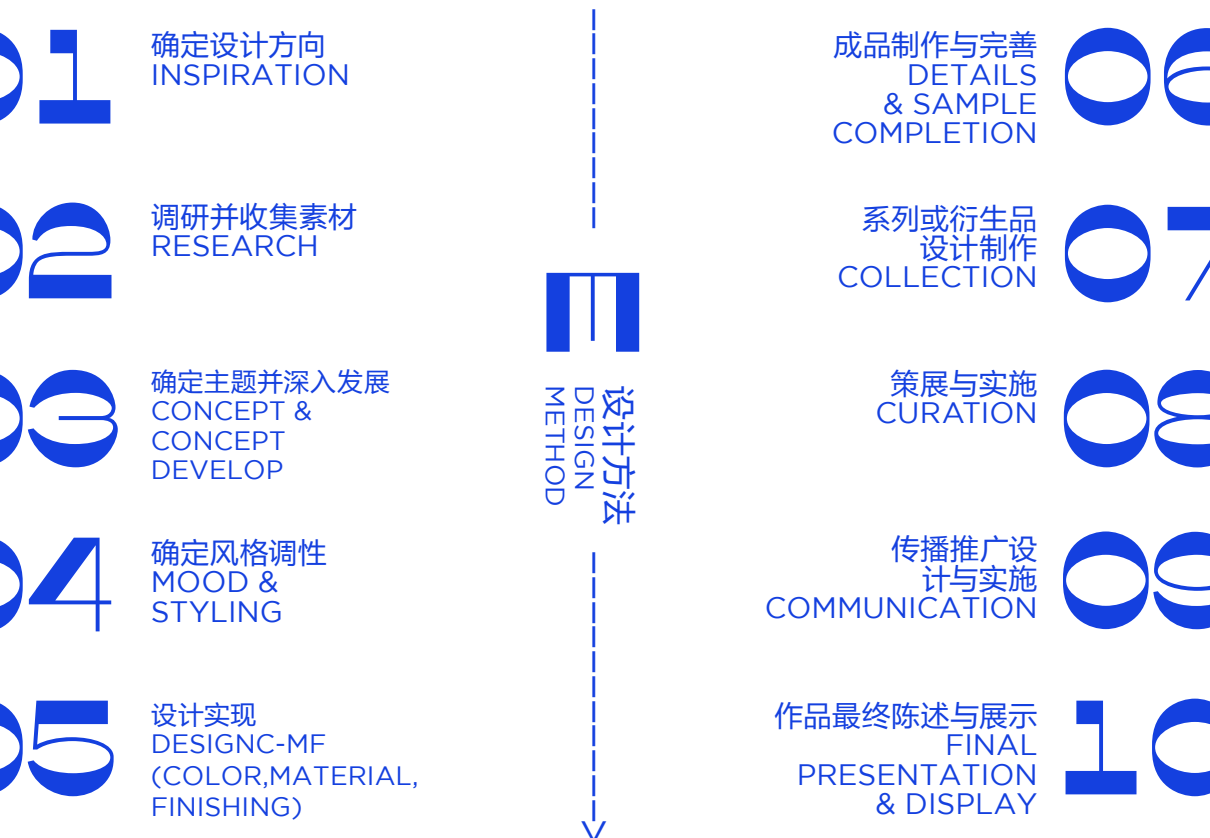 01
确定设计方向
INSPIRATION
02
调研并收集素材
RESEARCH
03
确定主题并深入发展
CONCEPT &
CONCEPT
DEVELOP
04
确定风格调性
MOOD &
STYLING
05
设计实现
DESIGNC-MF
(COLOR,MATERIAL,
FINISHING)
E
设计方法
DESIGN
METHOD
成品制作与完善
DETAILS
& SAMPLE
COMPLETION
06
系列或衍生品
设计制作
COLLECTION
07
策展与实施
CURATION
08
传播推广设
计与实施
COMMUNICATION
09
作品最终陈述与展示
FINAL
PRESENTATION
& DISPLAY
10